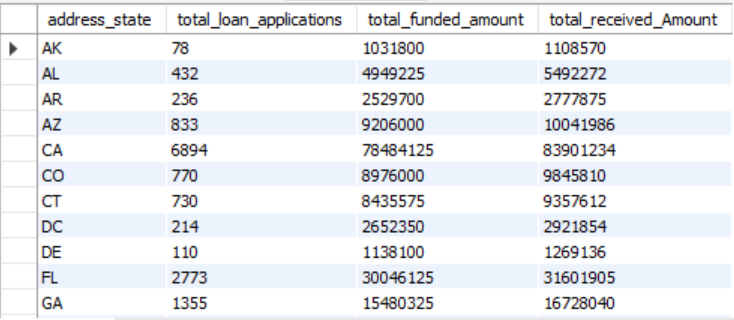 address_state total_loan_applications total_funded_amount total_received_Amount
AK 78 1031800 1108570
AL 432 4949225 5492272
AR 236 2529700 2777875
AZ 833 9206000 10041986
CA 6894 78484125 83901234
CO 770 8976000 9845810
CT 730 8435575 9357612
DC 214 2652350 2921854
DE 110 1138100 1269136
FL 2773 30046125 31601905
GA 1355 15480325 16728040